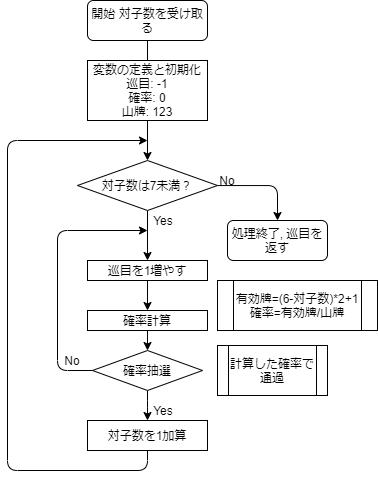 開始 対子数を受け取
る
変数の定義と初期化
巡目: -1
確率: 0
山牌: 123
対子数は7未満？
No
Yes
処理終了, 巡目を
返す
巡目を1増やす
有効牌=(6-対子数)*2+1
確率=有効牌/山牌
確率計算
No
確率抽選
計算した確率で
通過
Yes
対子数を1加算